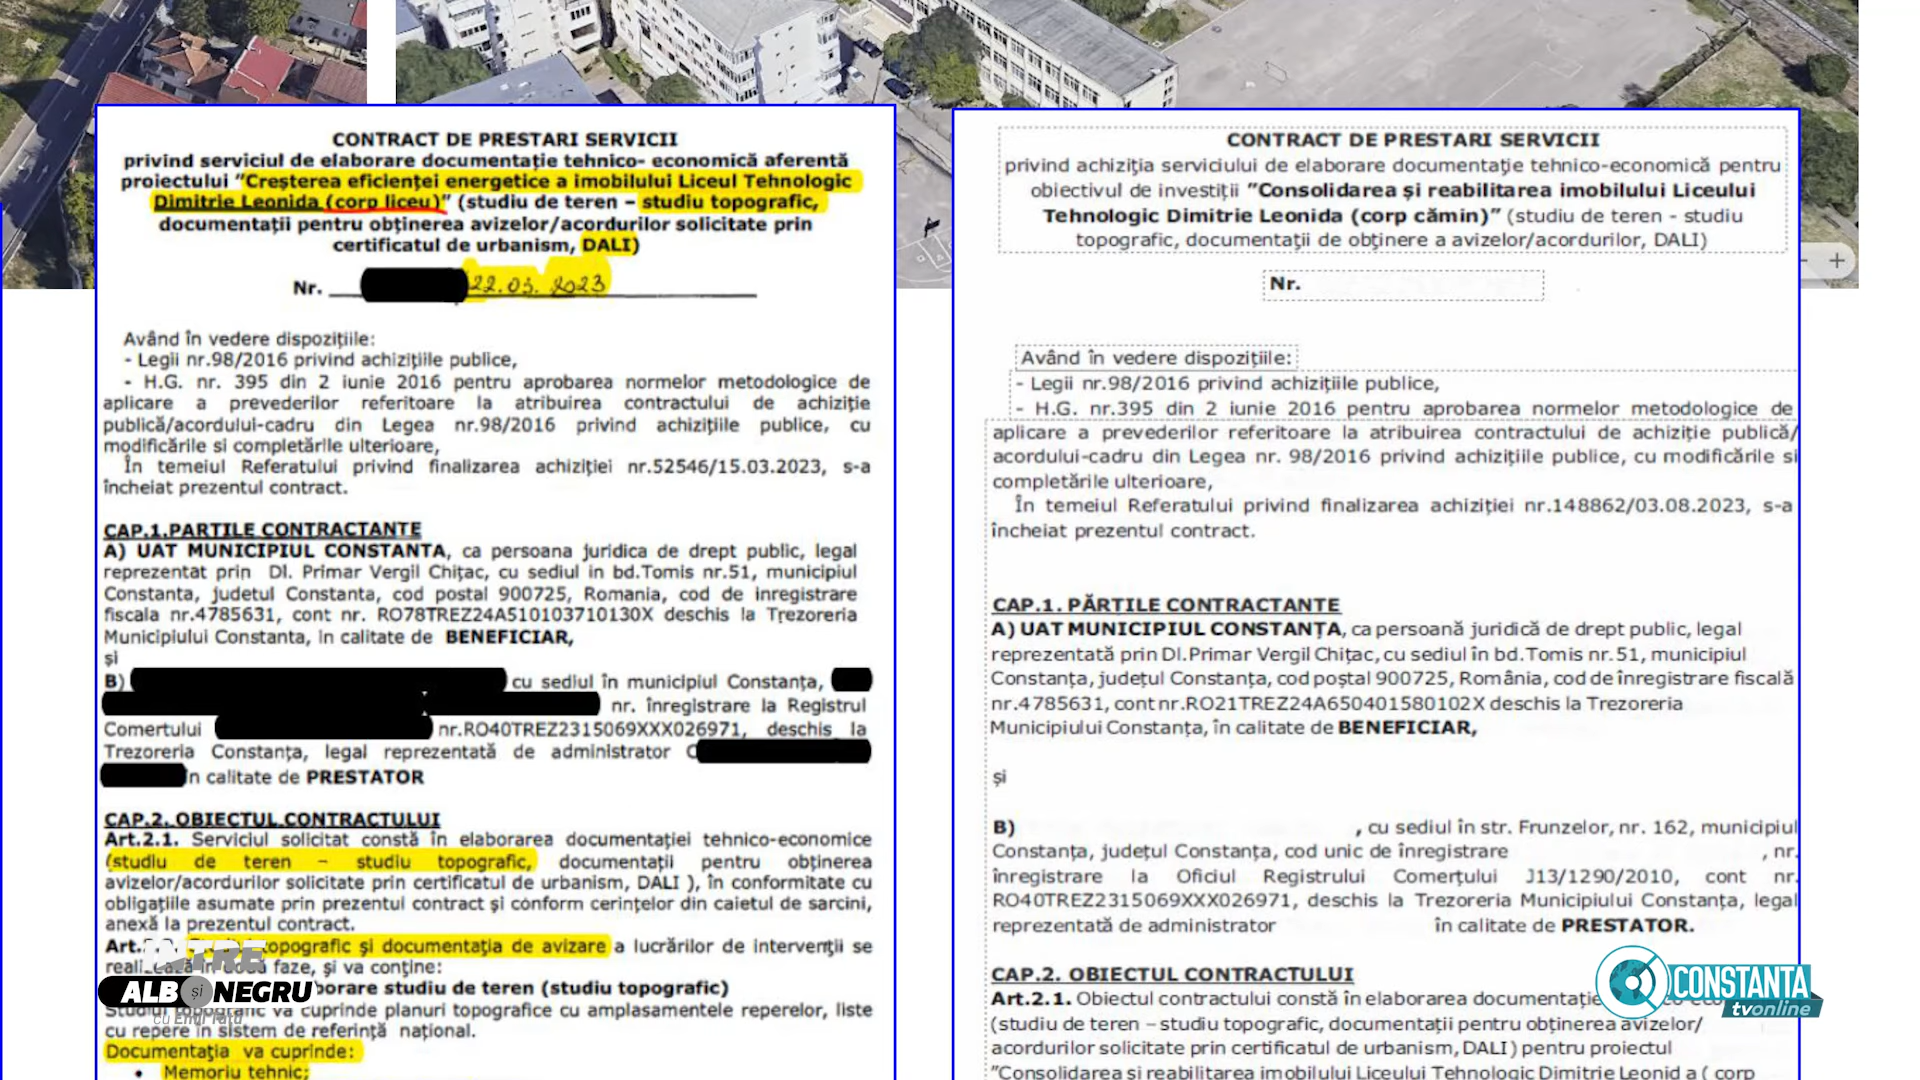 CONTRACT DE PRESTARI SERVICII
privind serviciul de elaborare documentație tehnico- economică aferentă
proiectului "Creșterea eficienței energetice a imobilului Liceul Tehnologic
Dimitrie Leonida (corp liceu)" (studiu de teren – studiu topografic,
documentații pentru obținerea avizelor/acordurilor solicitate prin
certificatul de urbanism, DALI)
Nr. 22.03.2023
Având în vedere dispozițiile:
- Legii nr.98/2016 privind achizițiile publice,
- H.G. nr. 395 din 2 iunie 2016 pentru aprobarea normelor metodologice de
aplicare a prevederilor referitoare la atribuirea contractului de achiziție
publică/acordului-cadru din Legea nr.98/2016 privind achizițiile publice, cu
modificările si completările ulterioare,
În temeiul Referatului privind finalizarea achiziției nr.52546/15.03.2023, s-a
încheiat prezentul contract.
CAP.1.PARTILE CONTRACTANTE
A) UAT MUNICIPIUL CONSTANTA, ca persoana juridica de drept public, legal
reprezentat prin Dl. Primar Vergil Chițac, cu sediul in bd.Tomis nr.51, municipiul
Constanta, judetul Constanta, cod postal 900725, Romania, cod de inregistrare
fiscala nr.4785631, cont nr. RO78TREZ24A510103710130X deschis la Trezoreria
Municipiului Constanta, in calitate de BENEFICIAR,
și
B) cu sediul în municipiul Constanța,
nr. înregistrare la Registrul
Comertului nr.RO40TREZ2315069XXX026971, deschis la
Trezoreria Constanța, legal reprezentată de administrator C
n calitate de PRESTATOR
CAP.2. OBIECTUL CONTRACTULUI
Art.2.1. Serviciul solicitat constă în elaborarea documentației tehnico-economice
(studiu de teren – studiu topografic, documentații pentru obținerea
avizelor/acordurilor solicitate prin certificatul de urbanism, DALI ), în conformitate cu
obligațiile asumate prin prezentul contract și conform cerințelor din caietul de sarcini,
anexă la prezentul contract.
Art. topografic și documentația de avizare a lucrărilor de intervenții se
realizează în două faze, și va conține:
borare studiu de teren (studiu topografic)
Studiul topografic va cuprinde planuri topografice cu amplasamentele reperelor, liste
cu repere în sistem de referință național.
Documentația va cuprinde:
• Memoriu tehnic;
CONTRACT DE PRESTARI SERVICII
privind achiziția serviciului de elaborare documentație tehnico-economică pentru
obiectivul de investiții "Consolidarea și reabilitarea imobilului Liceului
Tehnologic Dimitrie Leonida (corp cămin)" (studiu de teren - studiu
topografic, documentații de obținere a avizelor/acordurilor, DALI)
Nr.
Având în vedere dispozițiile:
- Legii nr.98/2016 privind achizițiile publice,
- H.G. nr.395 din 2 iunie 2016 pentru aprobarea normelor metodologice de
aplicare a prevederilor referitoare la atribuirea contractului de achiziție publică/
acordului-cadru din Legea nr. 98/2016 privind achizițiile publice, cu modificările si
completările ulterioare,
În temeiul Referatului privind finalizarea achiziției nr.148862/03.08.2023, s-a
încheiat prezentul contract.
CAP.1. PĂRȚILE CONTRACTANTE
A) UAT MUNICIPIUL CONSTANȚA, ca persoană juridică de drept public, legal
reprezentată prin Dl.Primar Vergil Chițac, cu sediul în bd.Tomis nr.51, municipiul
Constanța, județul Constanța, cod poștal 900725, România, cod de înregistrare fiscală
nr.4785631, cont nr.RO21TREZ24A650401580102X deschis la Trezoreria
Municipiului Constanța, în calitate de BENEFICIAR,
și
B) , cu sediul în str. Frunzelor, nr. 162, municipiul
Constanța, județul Constanța, cod unic de înregistrare , nr.
înregistrare la Oficiul Registrului Comerțului J13/1290/2010, cont nr.
RO40TREZ2315069XXX026971, deschis la Trezoreria Municipiului Constanța, legal
reprezentată de administrator în calitate de PRESTATOR.
CAP.2. OBIECTUL CONTRACTULUI
Art.2.1. Obiectul contractului constă în elaborarea documentație
(studiu de teren – studiu topografic, documentații pentru obținerea avizelor/
acordurilor solicitate prin certificatul de urbanism, DALI) pentru proiectul
"Consolidarea si reabilitarea imobilului Liceului Tehnologic Dimitrie Leonid a ( corp
ÎNTRE
ALB și NEGRU
cu Emi Țață
CONSTANTA
tvonline